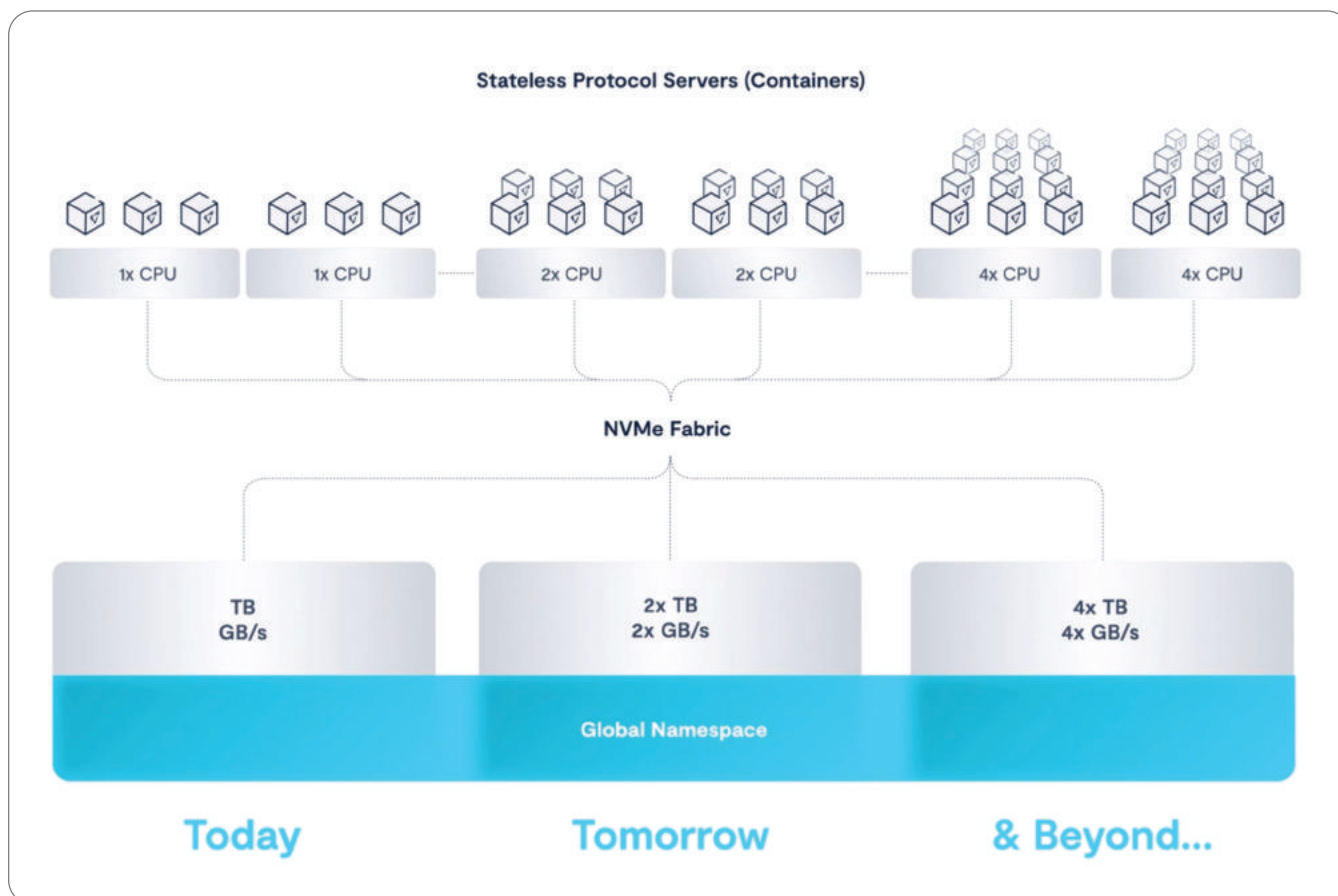 Stateless Protocol Servers (Containers)
1x CPU
1x CPU
2x CPU
2x CPU
4x CPU
4x CPU
NVMe Fabric
TB
GB/s
2x TB
2x GB/s
4x TB
4x GB/s
Global Namespace
Today
Tomorrow
& Beyond...